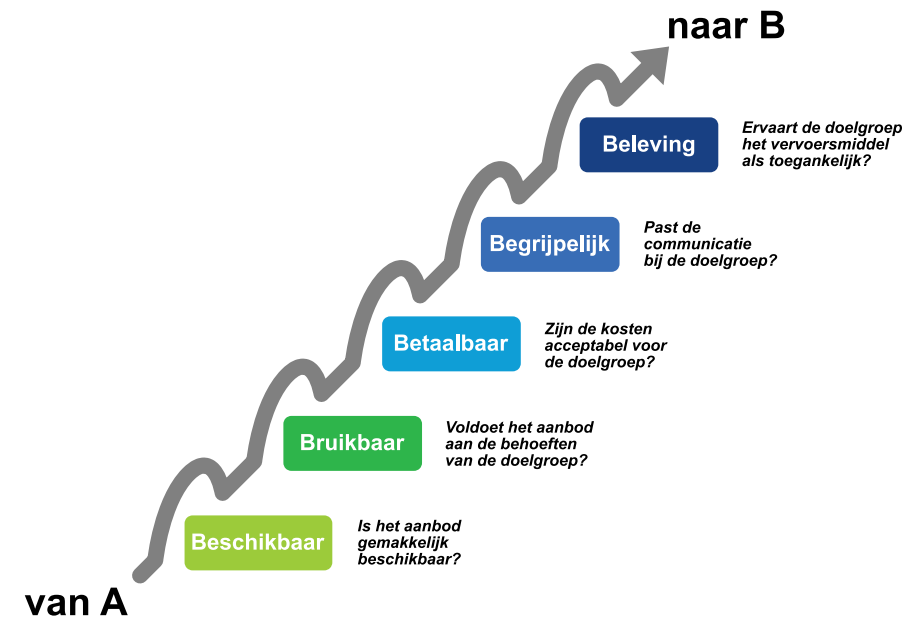 naar B
Beleving
Ervaart de doelgroep
het vervoersmiddel
als toegankelijk?
Begrijpelijk
Past de
communicatie
bij de doelgroep?
Betaalbaar
Zijn de kosten
acceptabel voor
de doelgroep?
Bruikbaar
Voldoet het aanbod
aan de behoeften
van de doelgroep?
Beschikbaar
Is het aanbod
gemakkelijk
beschikbaar?
van A